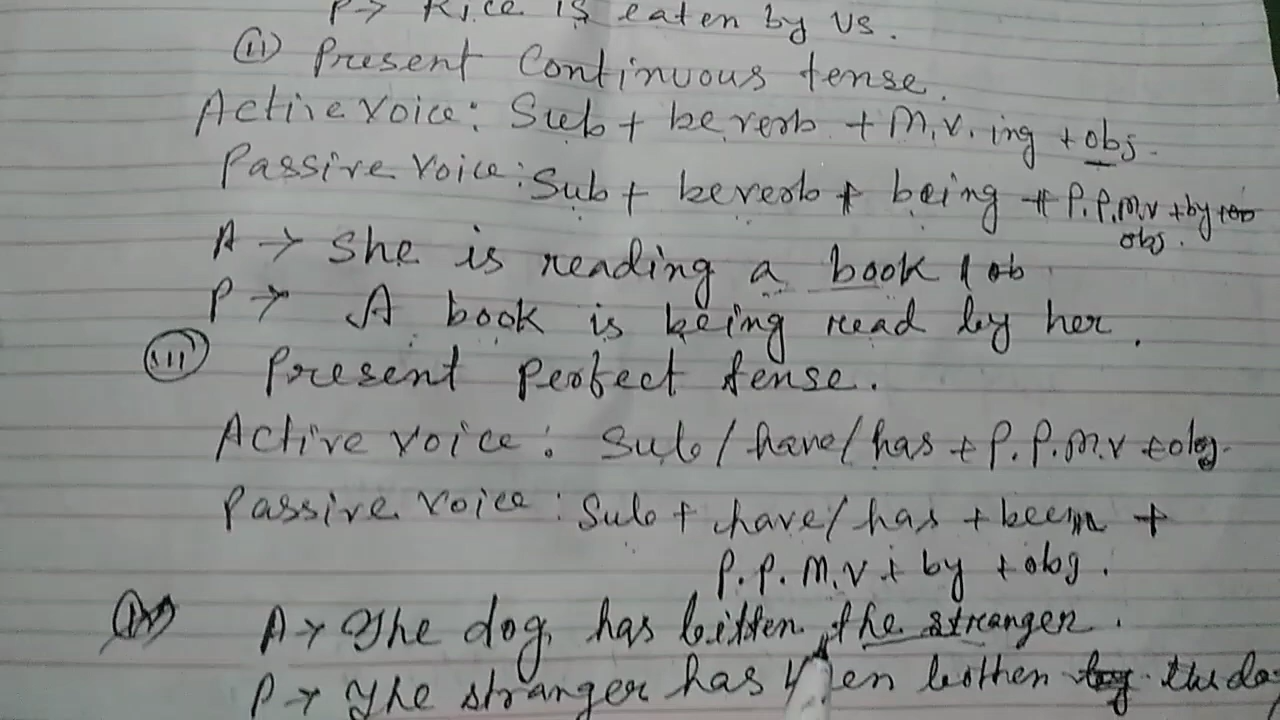 P → Rice is eaten by us.
(ii) Present Continuous tense.
Active voice: Sub + be verb + M.V. ing + obj.
Passive voice: Sub + be verb + being + P.P.M.V + by +
obj.
A → She is reading a book
P → A book is being read by her.
(iii) Present Perfect tense.
Active voice: Sub / have / has + P.P.M.V + obj.
Passive voice: Sub + have / has + been +
P.P.M.V + by + obj.
A → The dog has bitten the stranger.
P → The stranger has by the